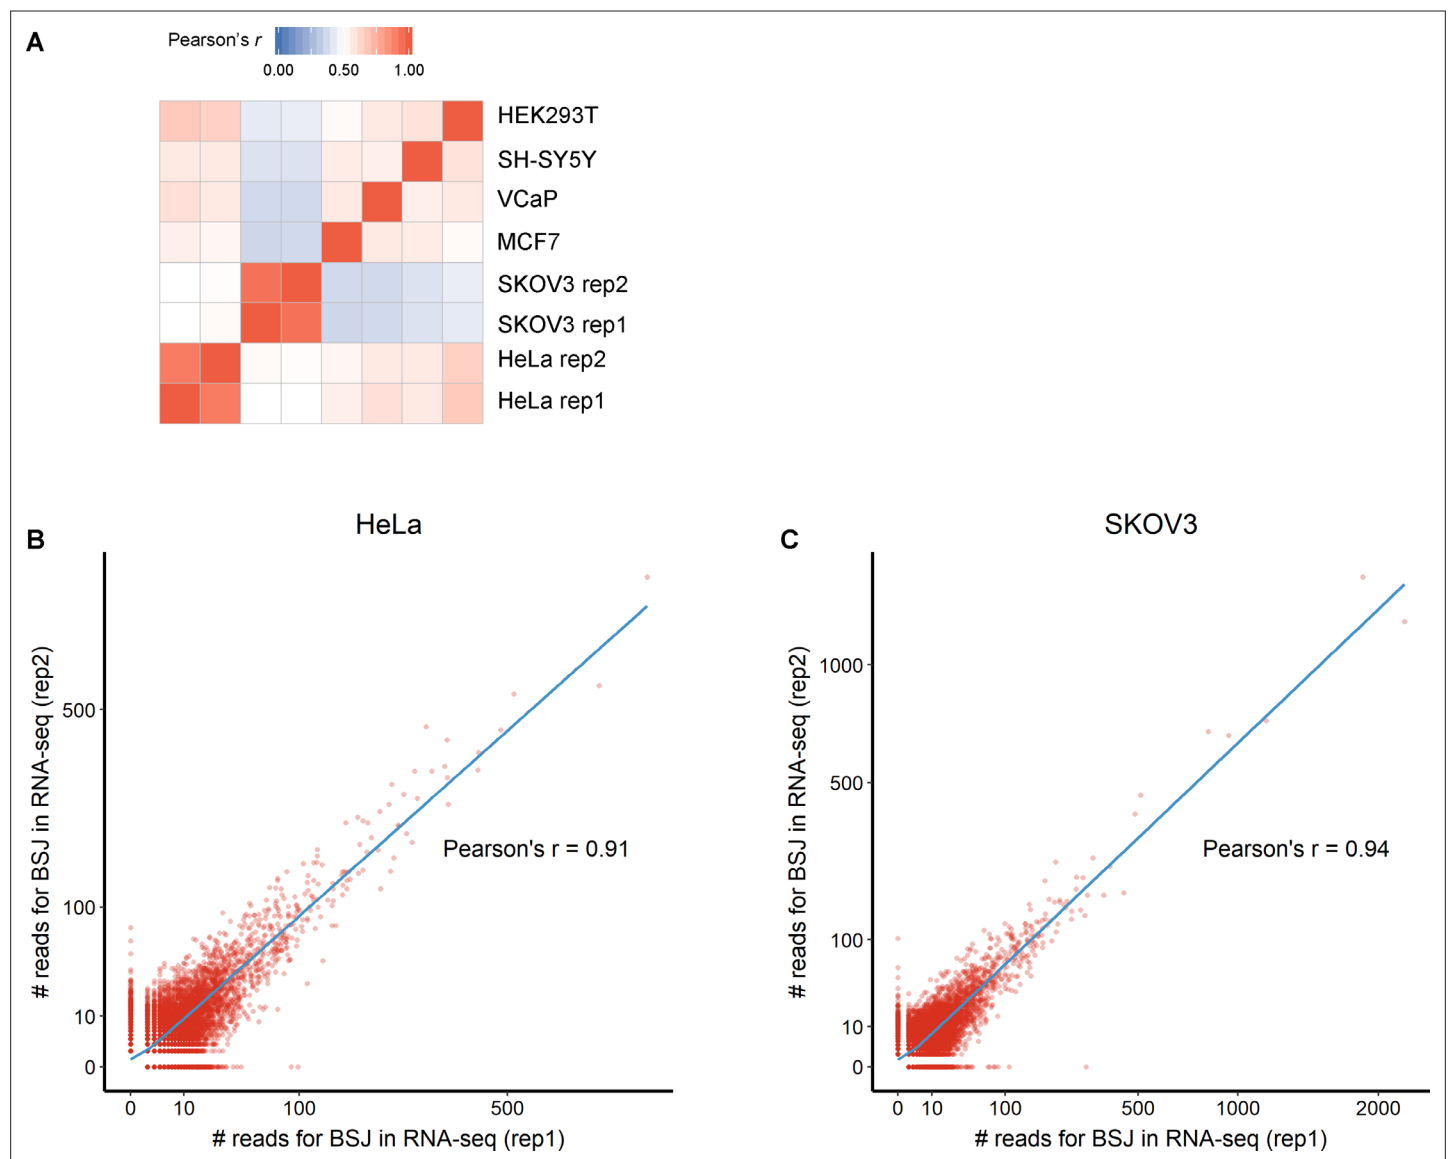 A
Pearson's r
0.00 0.50 1.00
HEK293T
SH-SY5Y
VCaP
MCF7
SKOV3 rep2
SKOV3 rep1
HeLa rep2
HeLa rep1
B
HeLa
# reads for BSJ in RNA-seq (rep2)
500
100
10
0
Pearson's r = 0.91
0 10 100 500
# reads for BSJ in RNA-seq (rep1)
C
SKOV3
# reads for BSJ in RNA-seq (rep2)
1000
500
100
10
0
Pearson's r = 0.94
0 10 100 500 1000 2000
# reads for BSJ in RNA-seq (rep1)